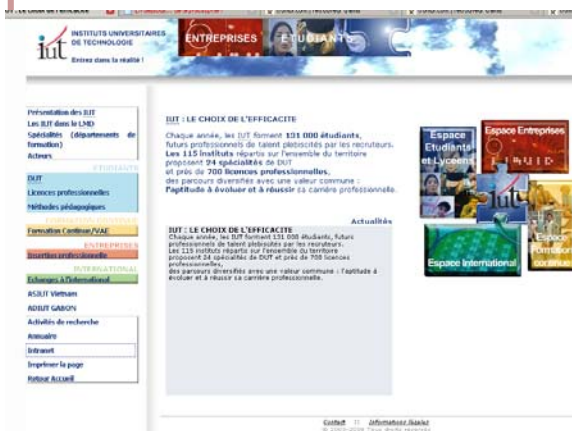 INSTITUTS UNIVERSITAIRES
DE TECHNOLOGIE
iut
Entrez dans la réalité !
ENTREPRISES
ETUDIANTS
Présentation des IUT
Les IUT dans le LMD
Spécialités (départements de
formation)
Acteurs
ETUDIANTS
DUT
Licences professionnelles
Méthodes pédagogiques
Formation Continue/VAE
ENTREPRISES
Insertion professionnelle
INTERNATIONAL
Echanges à l'international
ASIUT Vietnam
ADIUT GABON
Activités de recherche
Annuaire
Intranet
Imprimer la page
Retour Accueil
IUT : LE CHOIX DE L'EFFICACITE
Chaque année, les IUT forment 131 000 étudiants,
futurs professionnels de talent plebiscités par les recruteurs.
Les 115 instituts répartis sur l'ensemble du territoire
proposent 24 spécialités de DUT
et près de 700 licences professionnelles,
des parcours diversifiés avec une valeur commune :
l'aptitude à évoluer et à réussir sa carrière professionnelle.
Actualités
IUT : LE CHOIX DE L'EFFICACITE
Chaque année, les IUT forment 131 000 étudiants, futurs
professionnels de talent plebiscités par les recruteurs.
Les 115 instituts répartis sur l'ensemble du territoire
proposent 24 spécialités de DUT et près de 700 licences
professionnelles,
des parcours diversifiés avec une valeur commune : l'aptitude à
évoluer et à réussir sa carrière professionnelle.
Espace
Etudiants
et Lycéens
Espace Entreprises
iut
Espace International
Espace
Formation
continue
Contact :: Informations légales